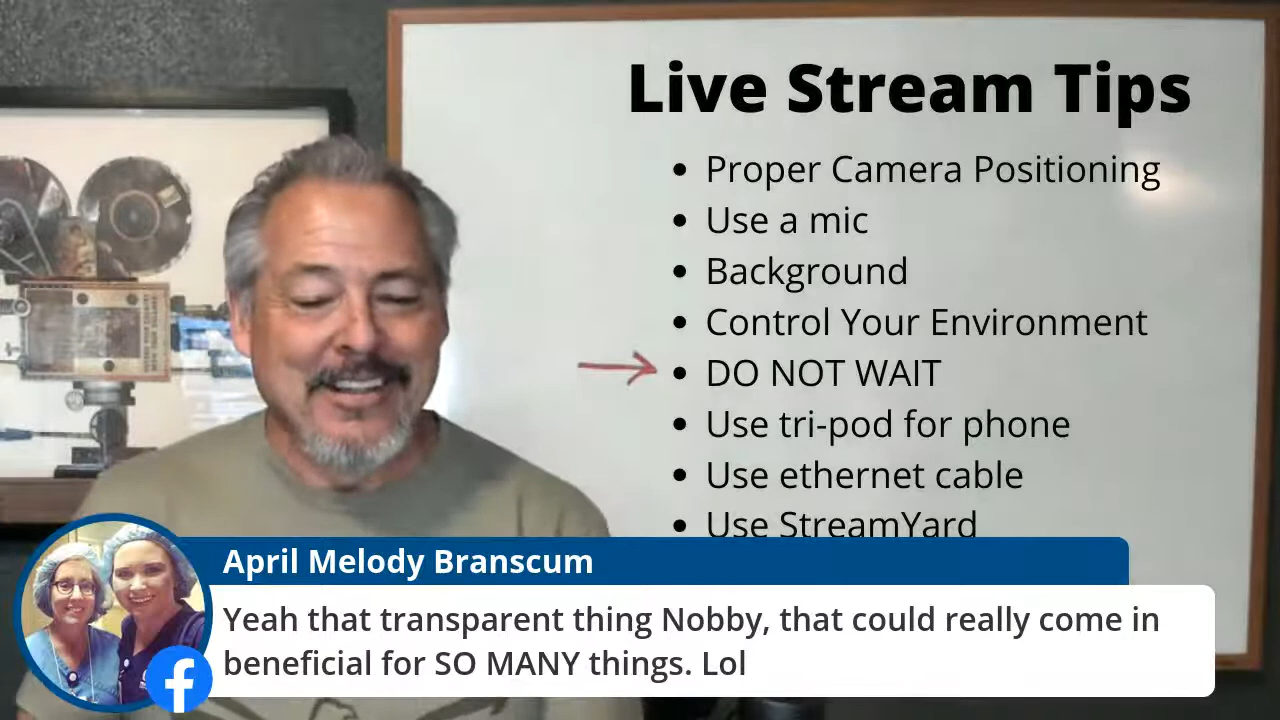 Live Stream Tips
• Proper Camera Positioning
• Use a mic
• Background
• Control Your Environment
• DO NOT WAIT
• Use tri-pod for phone
• Use ethernet cable
• Use StreamYard
April Melody Branscum
Yeah that transparent thing Nobby, that could really come in
beneficial for SO MANY things. Lol